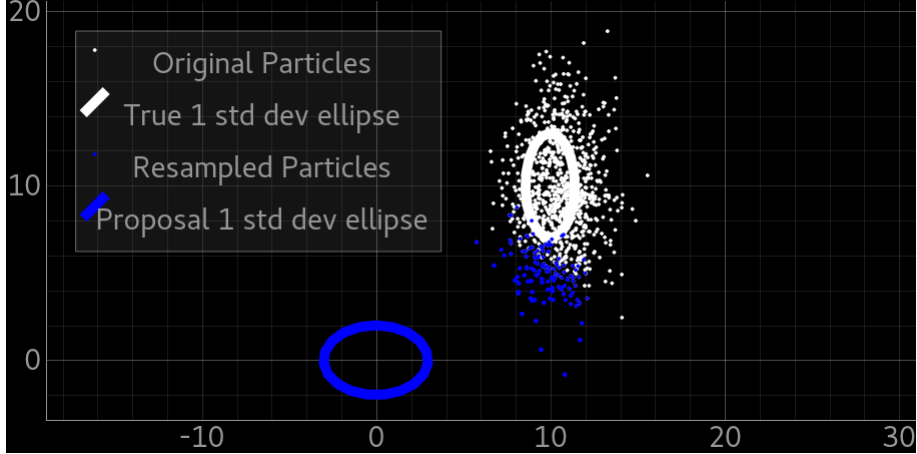 20
Original Particles
True 1 std dev ellipse
Resampled Particles
10
Proposal 1 std dev ellipse
0
-10 0 10 20 30